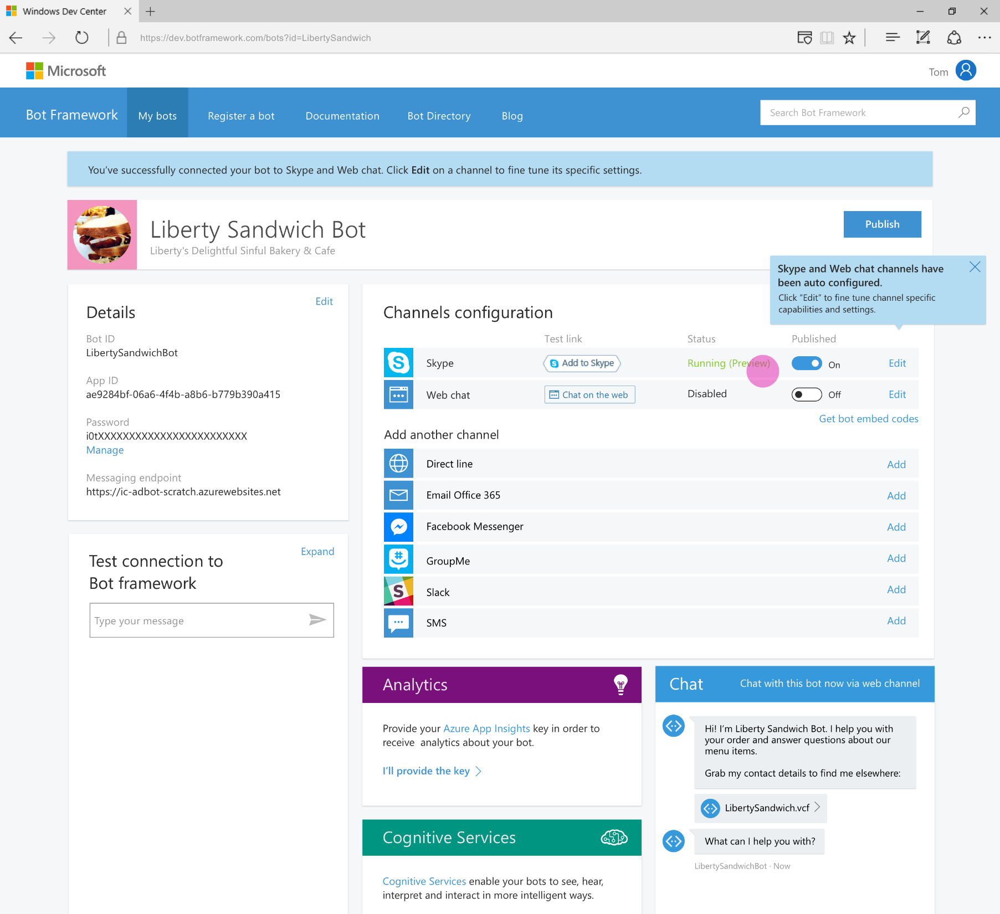 Windows Dev Center
https://dev.botframework.com/bots?id=LibertySandwich
Microsoft
Tom
Bot Framework
My bots
Register a bot
Documentation
Bot Directory
Blog
Search Bot Framework
You've successfully connected your bot to Skype and Web chat. Click Edit on a channel to fine tune its specific settings.
Liberty Sandwich Bot
Liberty's Delightful Sinful Bakery & Cafe
Publish
Skype and Web chat channels have
been auto configured.
Click "Edit" to fine tune channel specific
capabilities and settings.
Details
Edit
Bot ID
LibertySandwichBot
App ID
ae9284bf-06a6-4f4b-a8b6-b779b390a415
Password
i0tXXXXXXXXXXXXXXXXXXXXXXXX
Manage
Messaging endpoint
https://ic-adbot-scratch.azurewebsites.net
Test connection to
Bot framework
Expand
Type your message
Channels configuration
Test link
Status
Published
Skype
Add to Skype
Running (Preview)
On
Edit
Web chat
Chat on the web
Disabled
Off
Edit
Get bot embed codes
Add another channel
Direct line
Add
Email Office 365
Add
Facebook Messenger
Add
GroupMe
Add
Slack
Add
SMS
Add
Analytics
Provide your Azure App Insights key in order to
receive analytics about your bot.
I'll provide the key
Cognitive Services
Cognitive Services enable your bots to see, hear,
interpret and interact in more intelligent ways.
Chat
Chat with this bot now via web channel
Hi! I'm Liberty Sandwich Bot. I help you with
your order and answer questions about our
menu items.
Grab my contact details to find me elsewhere:
LibertySandwich.vcf
What can I help you with?
LibertySandwichBot · Now